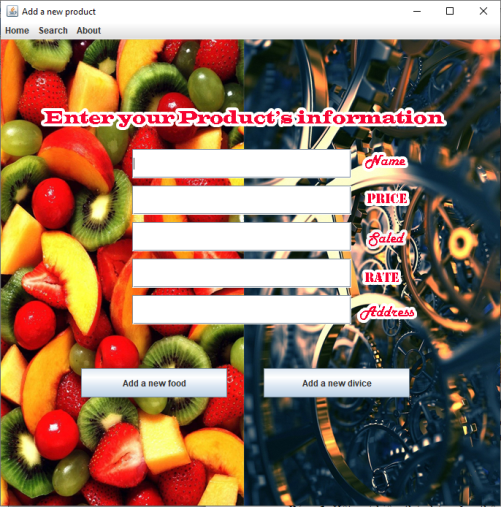 Add a new product
Home Search About
Enter your Product's information
Name
PRICE
Saled
RATE
Address
Add a new food Add a new divice